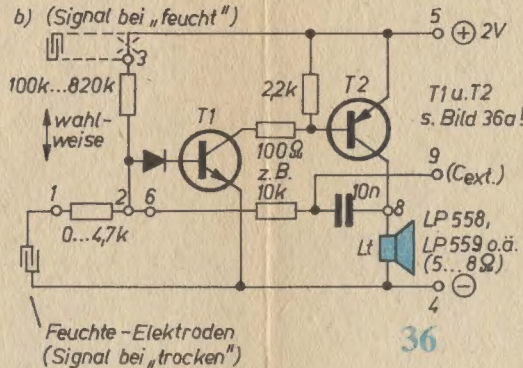 b) (Signal bei „feucht")
5
⊕ 2V
3
100k...820k
2,2k
T1
T2
T1 u. T2
s. Bild 36a!
wahl-
weise
100Ω
z. B.
10k
9
(Cext.)
1
2
6
10n
8
0...4,7k
Lt
LP 558,
LP 559 o.ä.
(5...8Ω)
4
⊖
Feuchte-Elektroden
(Signal bei „trocken")
36